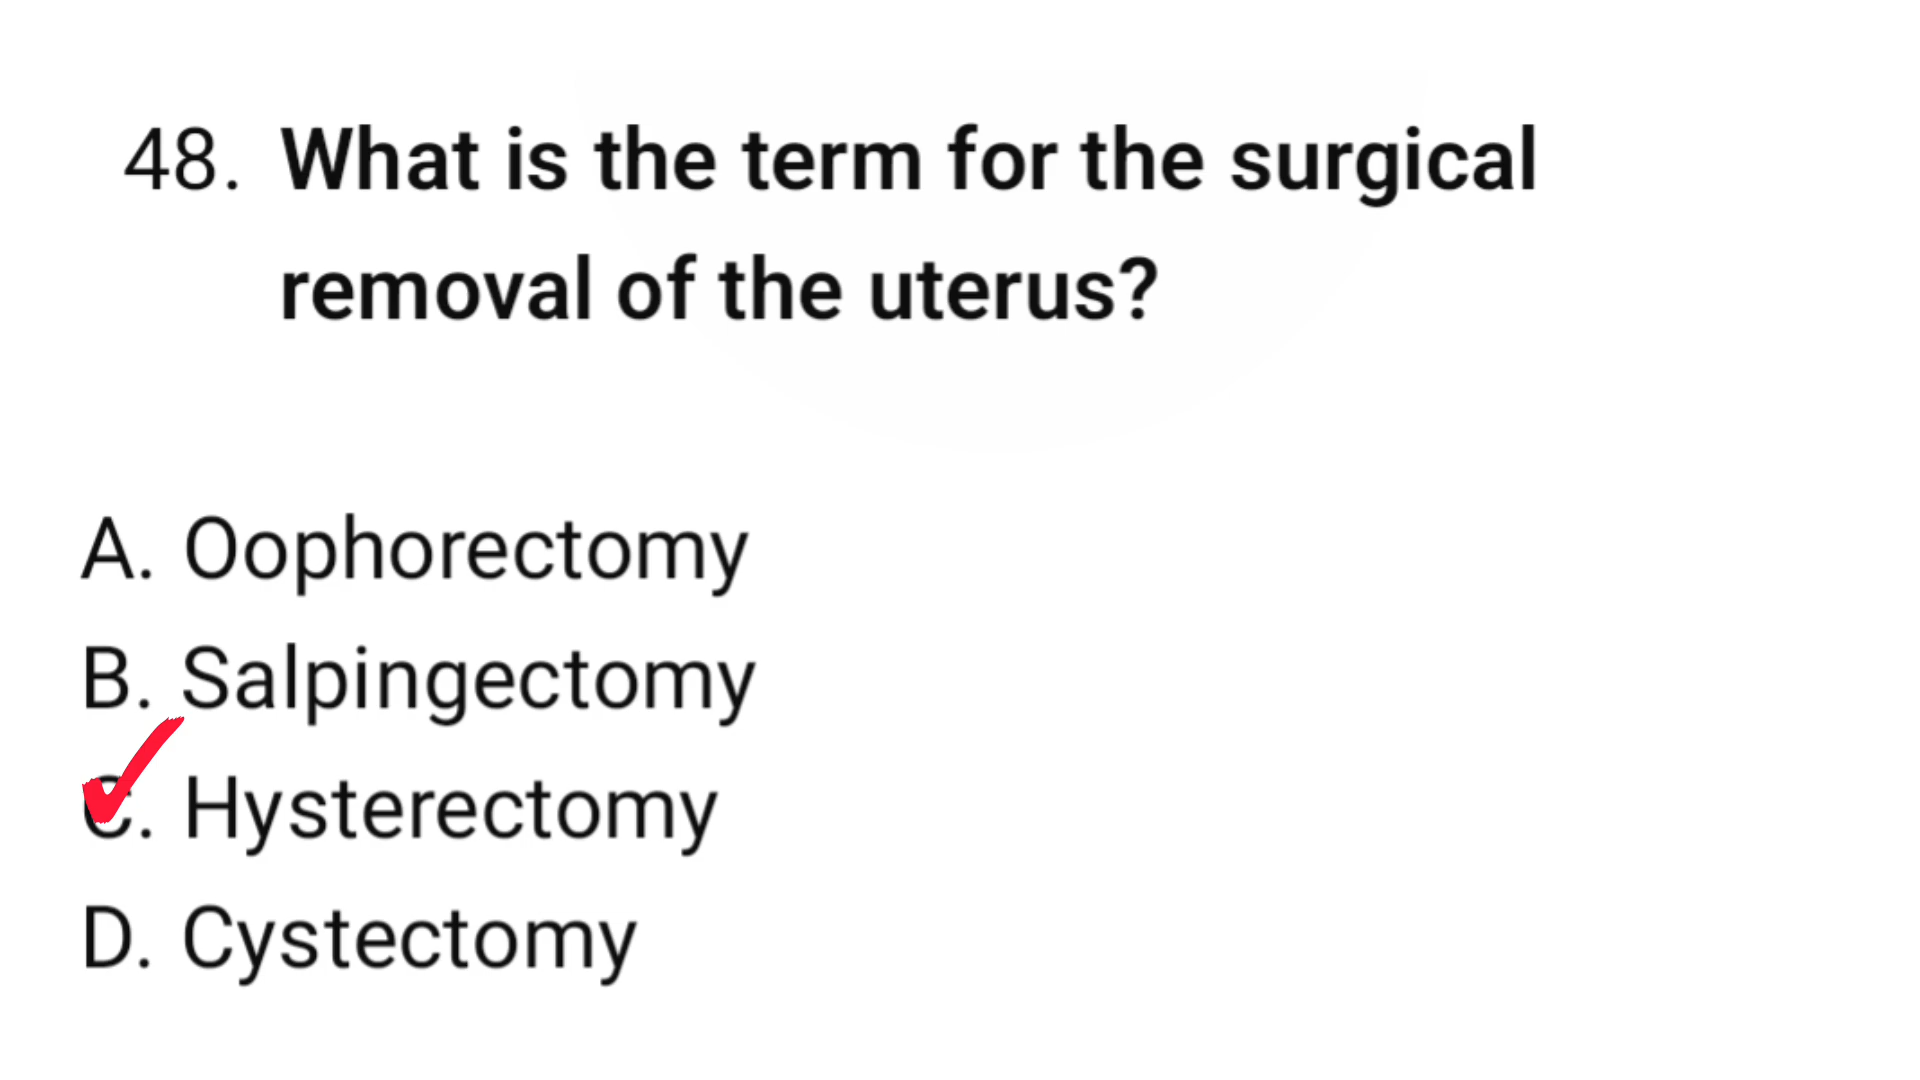 48. What is the term for the surgical
removal of the uterus?
A. Oophorectomy
B. Salpingectomy
C. Hysterectomy
D. Cystectomy